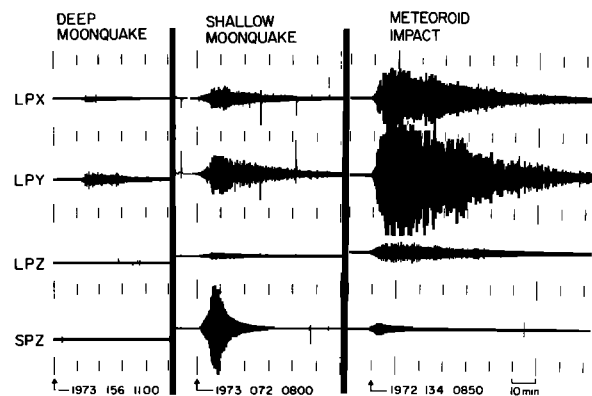 DEEP
MOONQUAKE
SHALLOW
MOONQUAKE
METEOROID
IMPACT
LPX
LPY
LPZ
SPZ
1973 156 1100
1973 072 0800
1972 134 0850
10 min